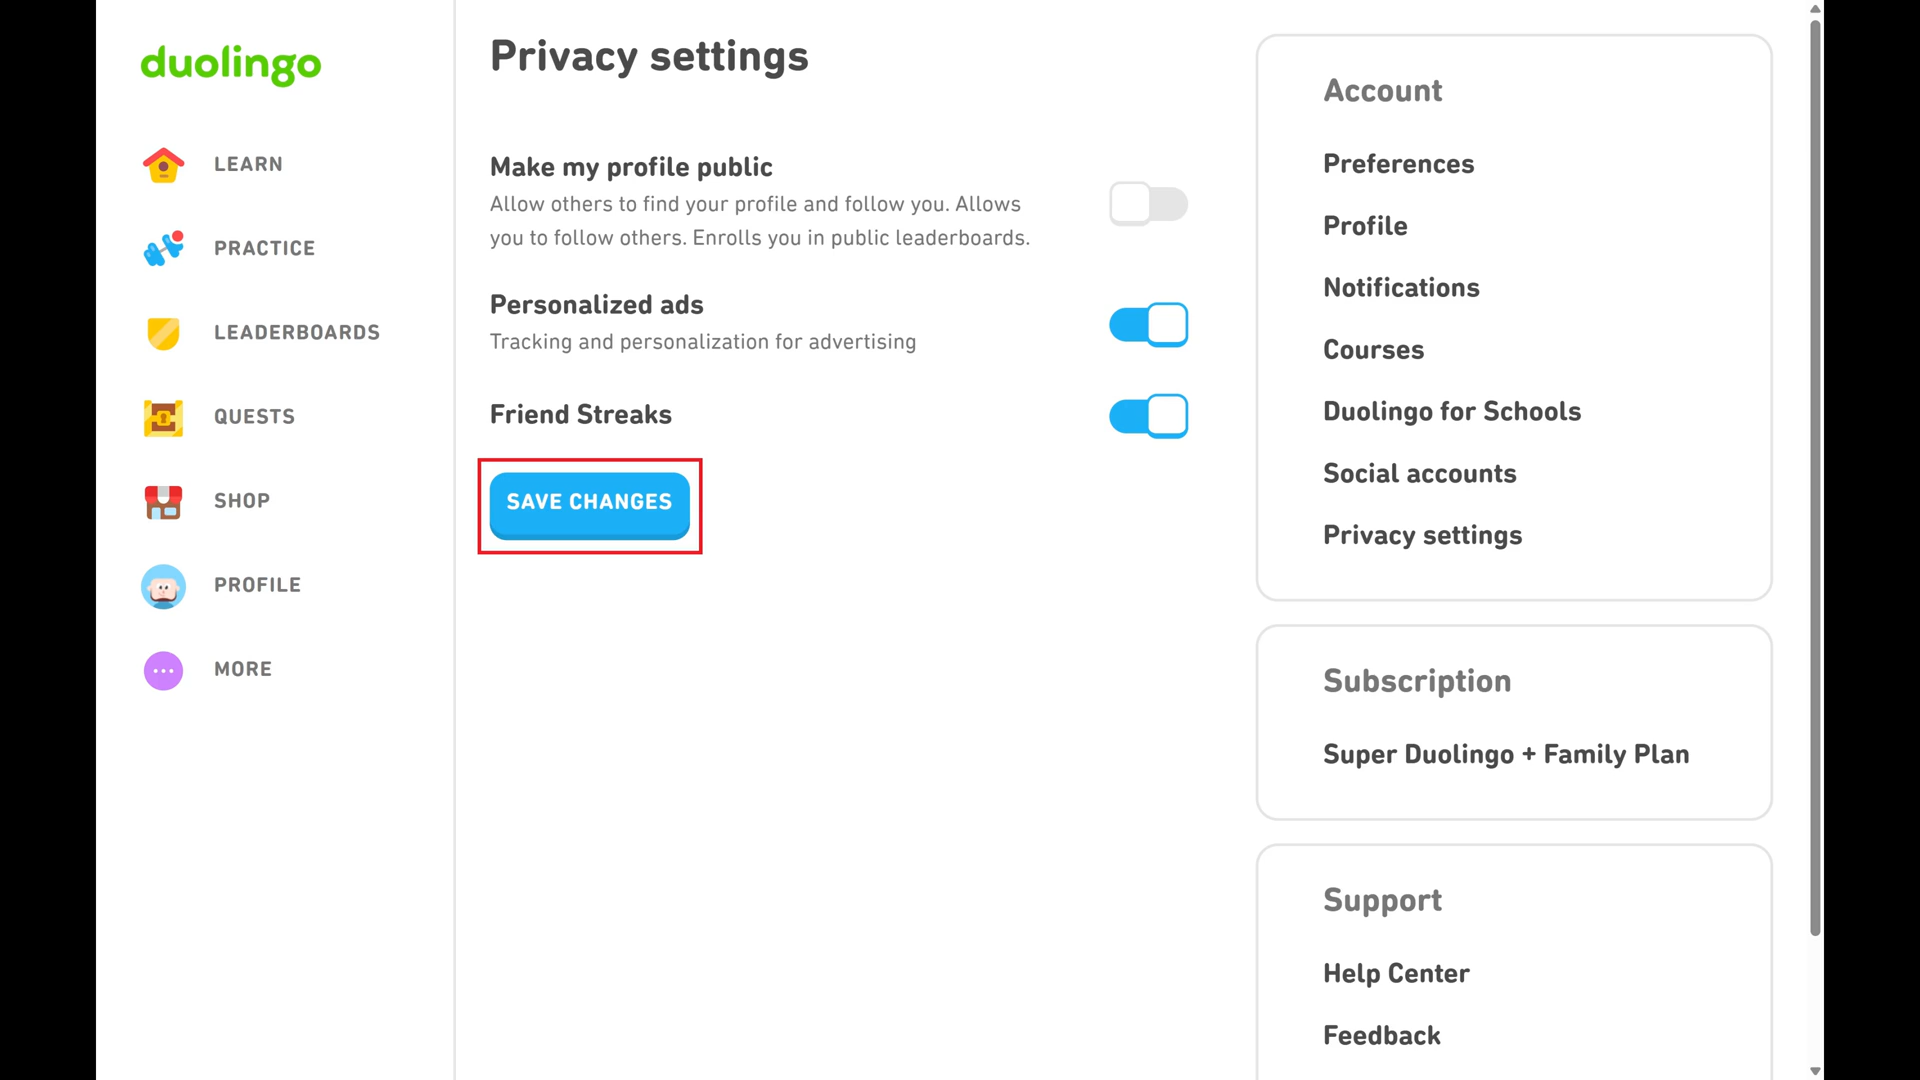 duolingo
LEARN
PRACTICE
LEADERBOARDS
QUESTS
SHOP
PROFILE
MORE
Privacy settings
Make my profile public
Allow others to find your profile and follow you. Allows
you to follow others. Enrolls you in public leaderboards.
Personalized ads
Tracking and personalization for advertising
Friend Streaks
SAVE CHANGES
Account
Preferences
Profile
Notifications
Courses
Duolingo for Schools
Social accounts
Privacy settings
Subscription
Super Duolingo + Family Plan
Support
Help Center
Feedback